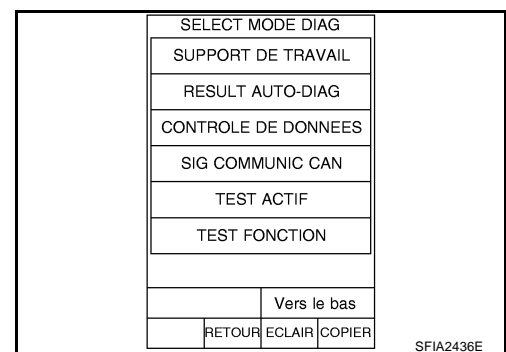 SELECT MODE DIAG
SUPPORT DE TRAVAIL
RESULT AUTO-DIAG
CONTROLE DE DONNEES
SIG COMMUNIC CAN
TEST ACTIF
TEST FONCTION
Vers le bas
RETOUR ECLAIR COPIER
SFIA2436E